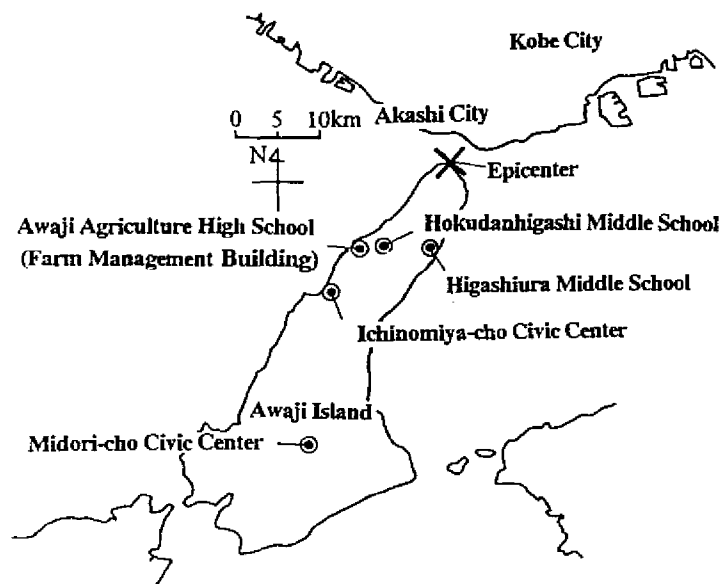 Kobe City
Akashi City
0 5 10km
N
Epicenter
Awaji Agriculture High School
(Farm Management Building)
Hokudanhigashi Middle School
Higashiura Middle School
Ichinomiya-cho Civic Center
Awaji Island
Midori-cho Civic Center